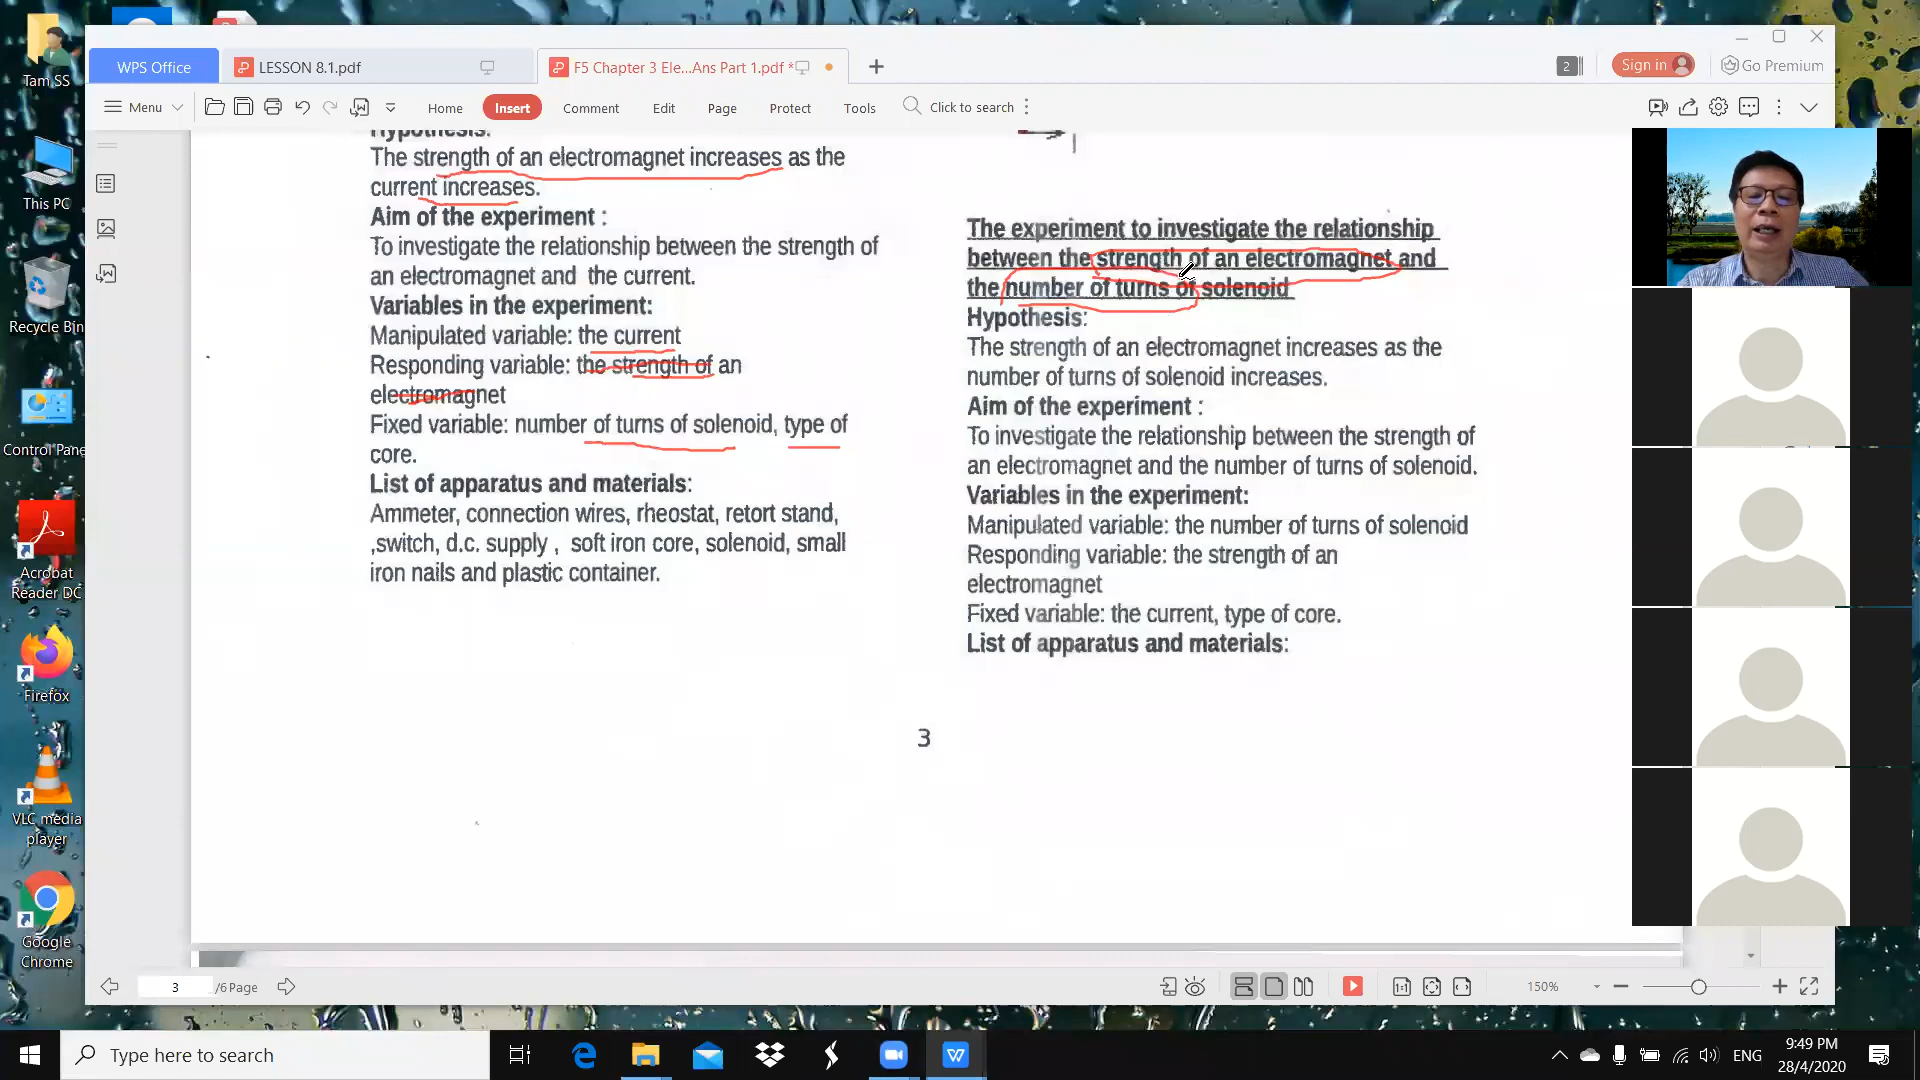 Tam SS
This PC
Recycle Bin
Control Pane
Acrobat
Reader DC
Firefox
VLC media
player
Google
Chrome
WPS Office
LESSON 8.1.pdf
F5 Chapter 3 Ele...Ans Part 1.pdf *
2
Sign in
Go Premium
Menu
Home
Insert
Comment
Edit
Page
Protect
Tools
Click to search
Hypothesis:
The strength of an electromagnet increases as the
current increases.
Aim of the experiment :
To investigate the relationship between the strength of
an electromagnet and the current.
Variables in the experiment:
Manipulated variable: the current
Responding variable: the strength of an
electromagnet
Fixed variable: number of turns of solenoid, type of
core.
List of apparatus and materials:
Ammeter, connection wires, rheostat, retort stand,
,switch, d.c. supply , soft iron core, solenoid, small
iron nails and plastic container.
The experiment to investigate the relationship
between the strength of an electromagnet and
the number of turns of solenoid
Hypothesis:
The strength of an electromagnet increases as the
number of turns of solenoid increases.
Aim of the experiment :
To investigate the relationship between the strength of
an electromagnet and the number of turns of solenoid.
Variables in the experiment:
Manipulated variable: the number of turns of solenoid
Responding variable: the strength of an
electromagnet
Fixed variable: the current, type of core.
List of apparatus and materials:
3
3
/6Page
1:1
150%
Type here to search
ENG
9:49 PM
28/4/2020